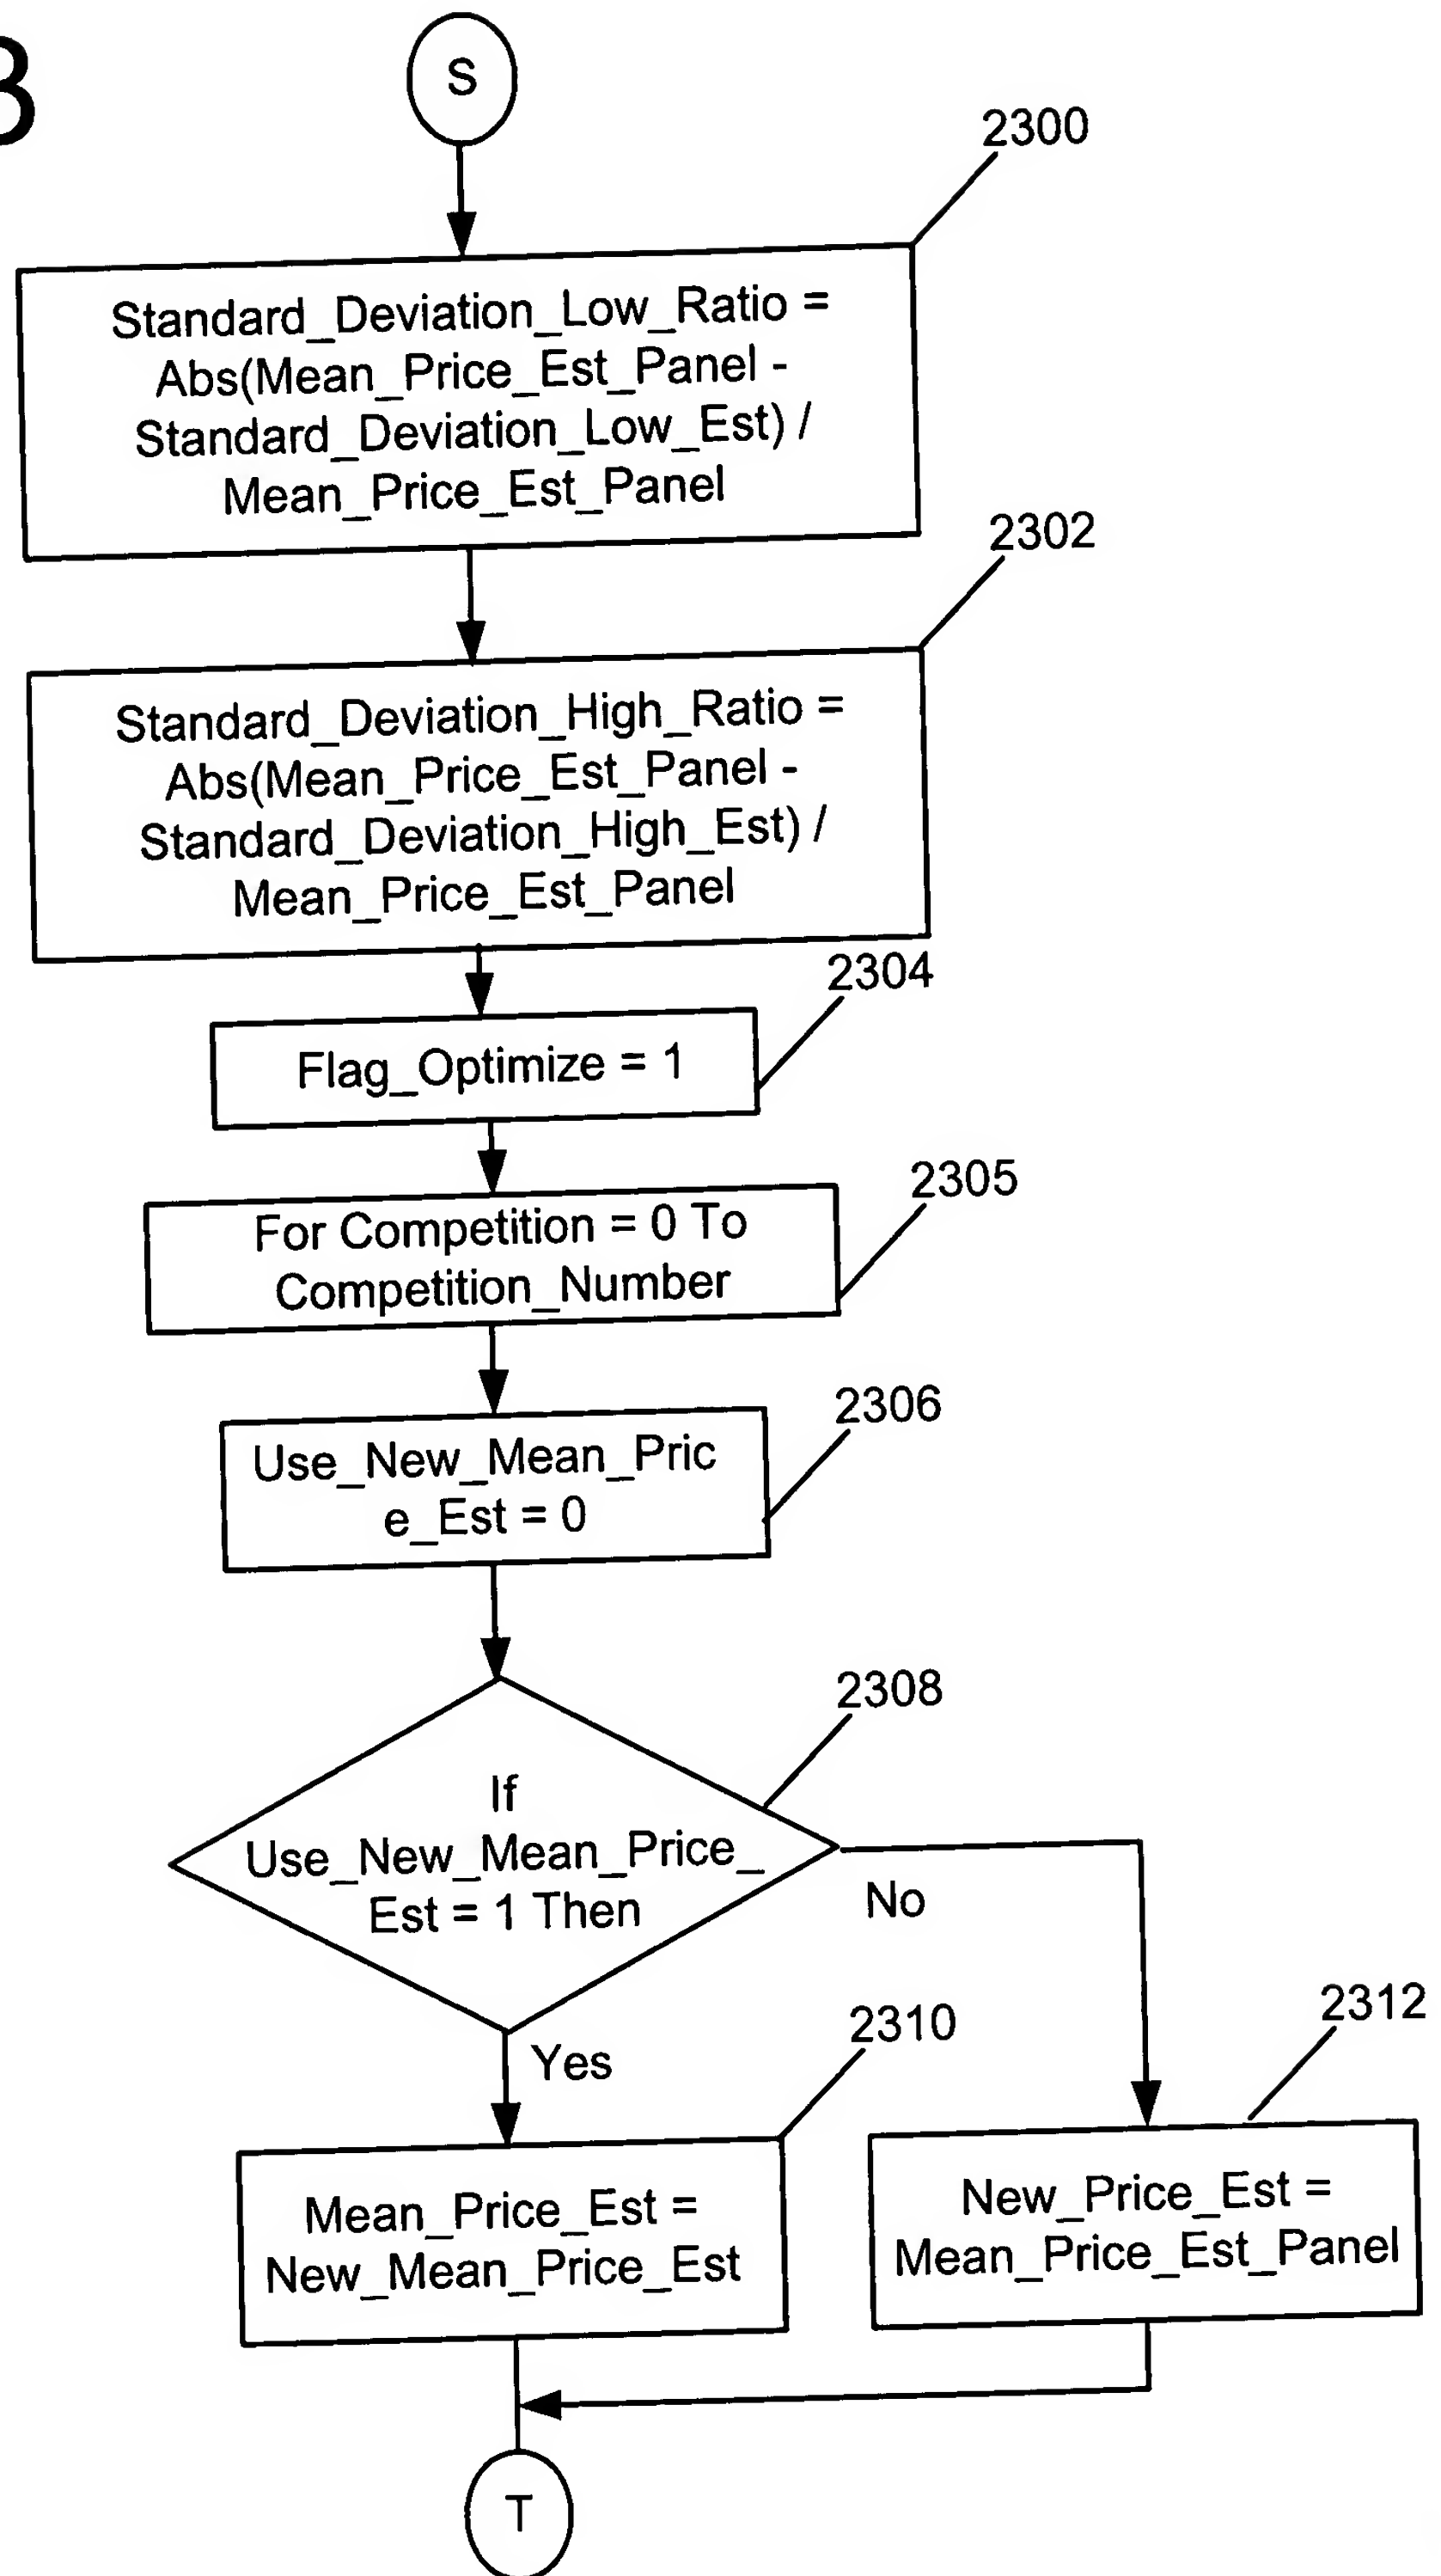 S
2300
Standard_Deviation_Low_Ratio =
Abs(Mean_Price_Est_Panel -
Standard_Deviation_Low_Est) /
Mean_Price_Est_Panel
2302
Standard_Deviation_High_Ratio =
Abs(Mean_Price_Est_Panel -
Standard_Deviation_High_Est) /
Mean_Price_Est_Panel
2304
Flag_Optimize = 1
2305
For Competition = 0 To
Competition_Number
2306
Use_New_Mean_Pric
e_Est = 0
2308
If
Use_New_Mean_Price_
Est = 1 Then
No
Yes
2310
2312
Mean_Price_Est =
New_Mean_Price_Est
New_Price_Est =
Mean_Price_Est_Panel
T